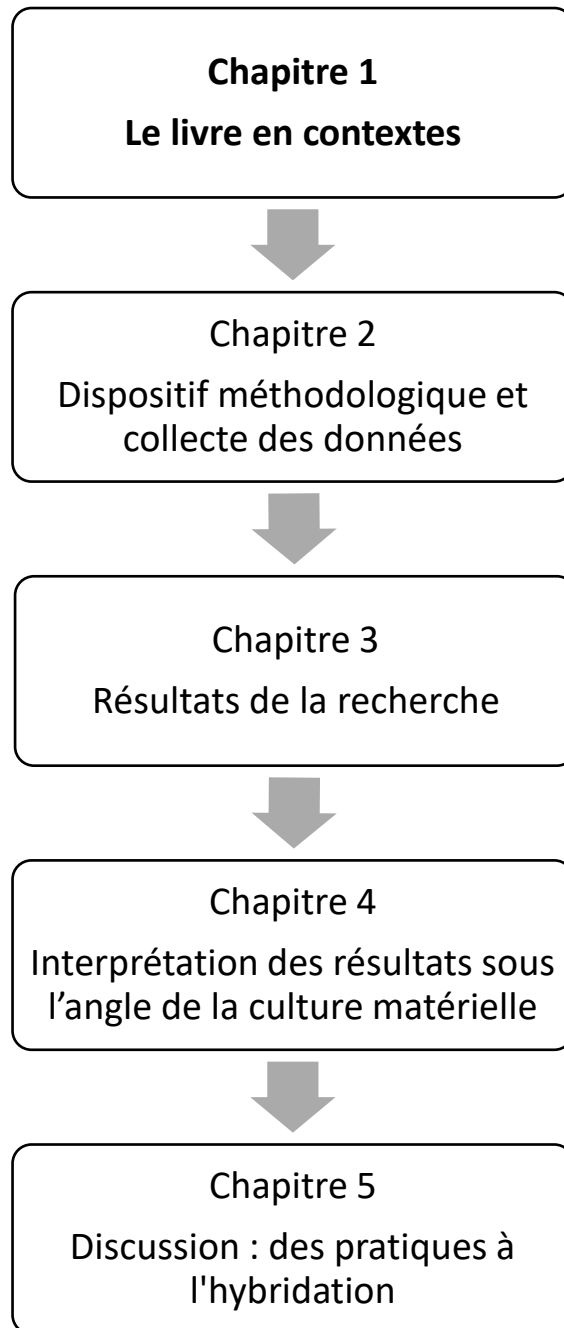 Chapitre 1
Le livre en contextes
Chapitre 2
Dispositif méthodologique et
collecte des données
Chapitre 3
Résultats de la recherche
Chapitre 4
Interprétation des résultats sous
l’angle de la culture matérielle
Chapitre 5
Discussion : des pratiques à
l'hybridation